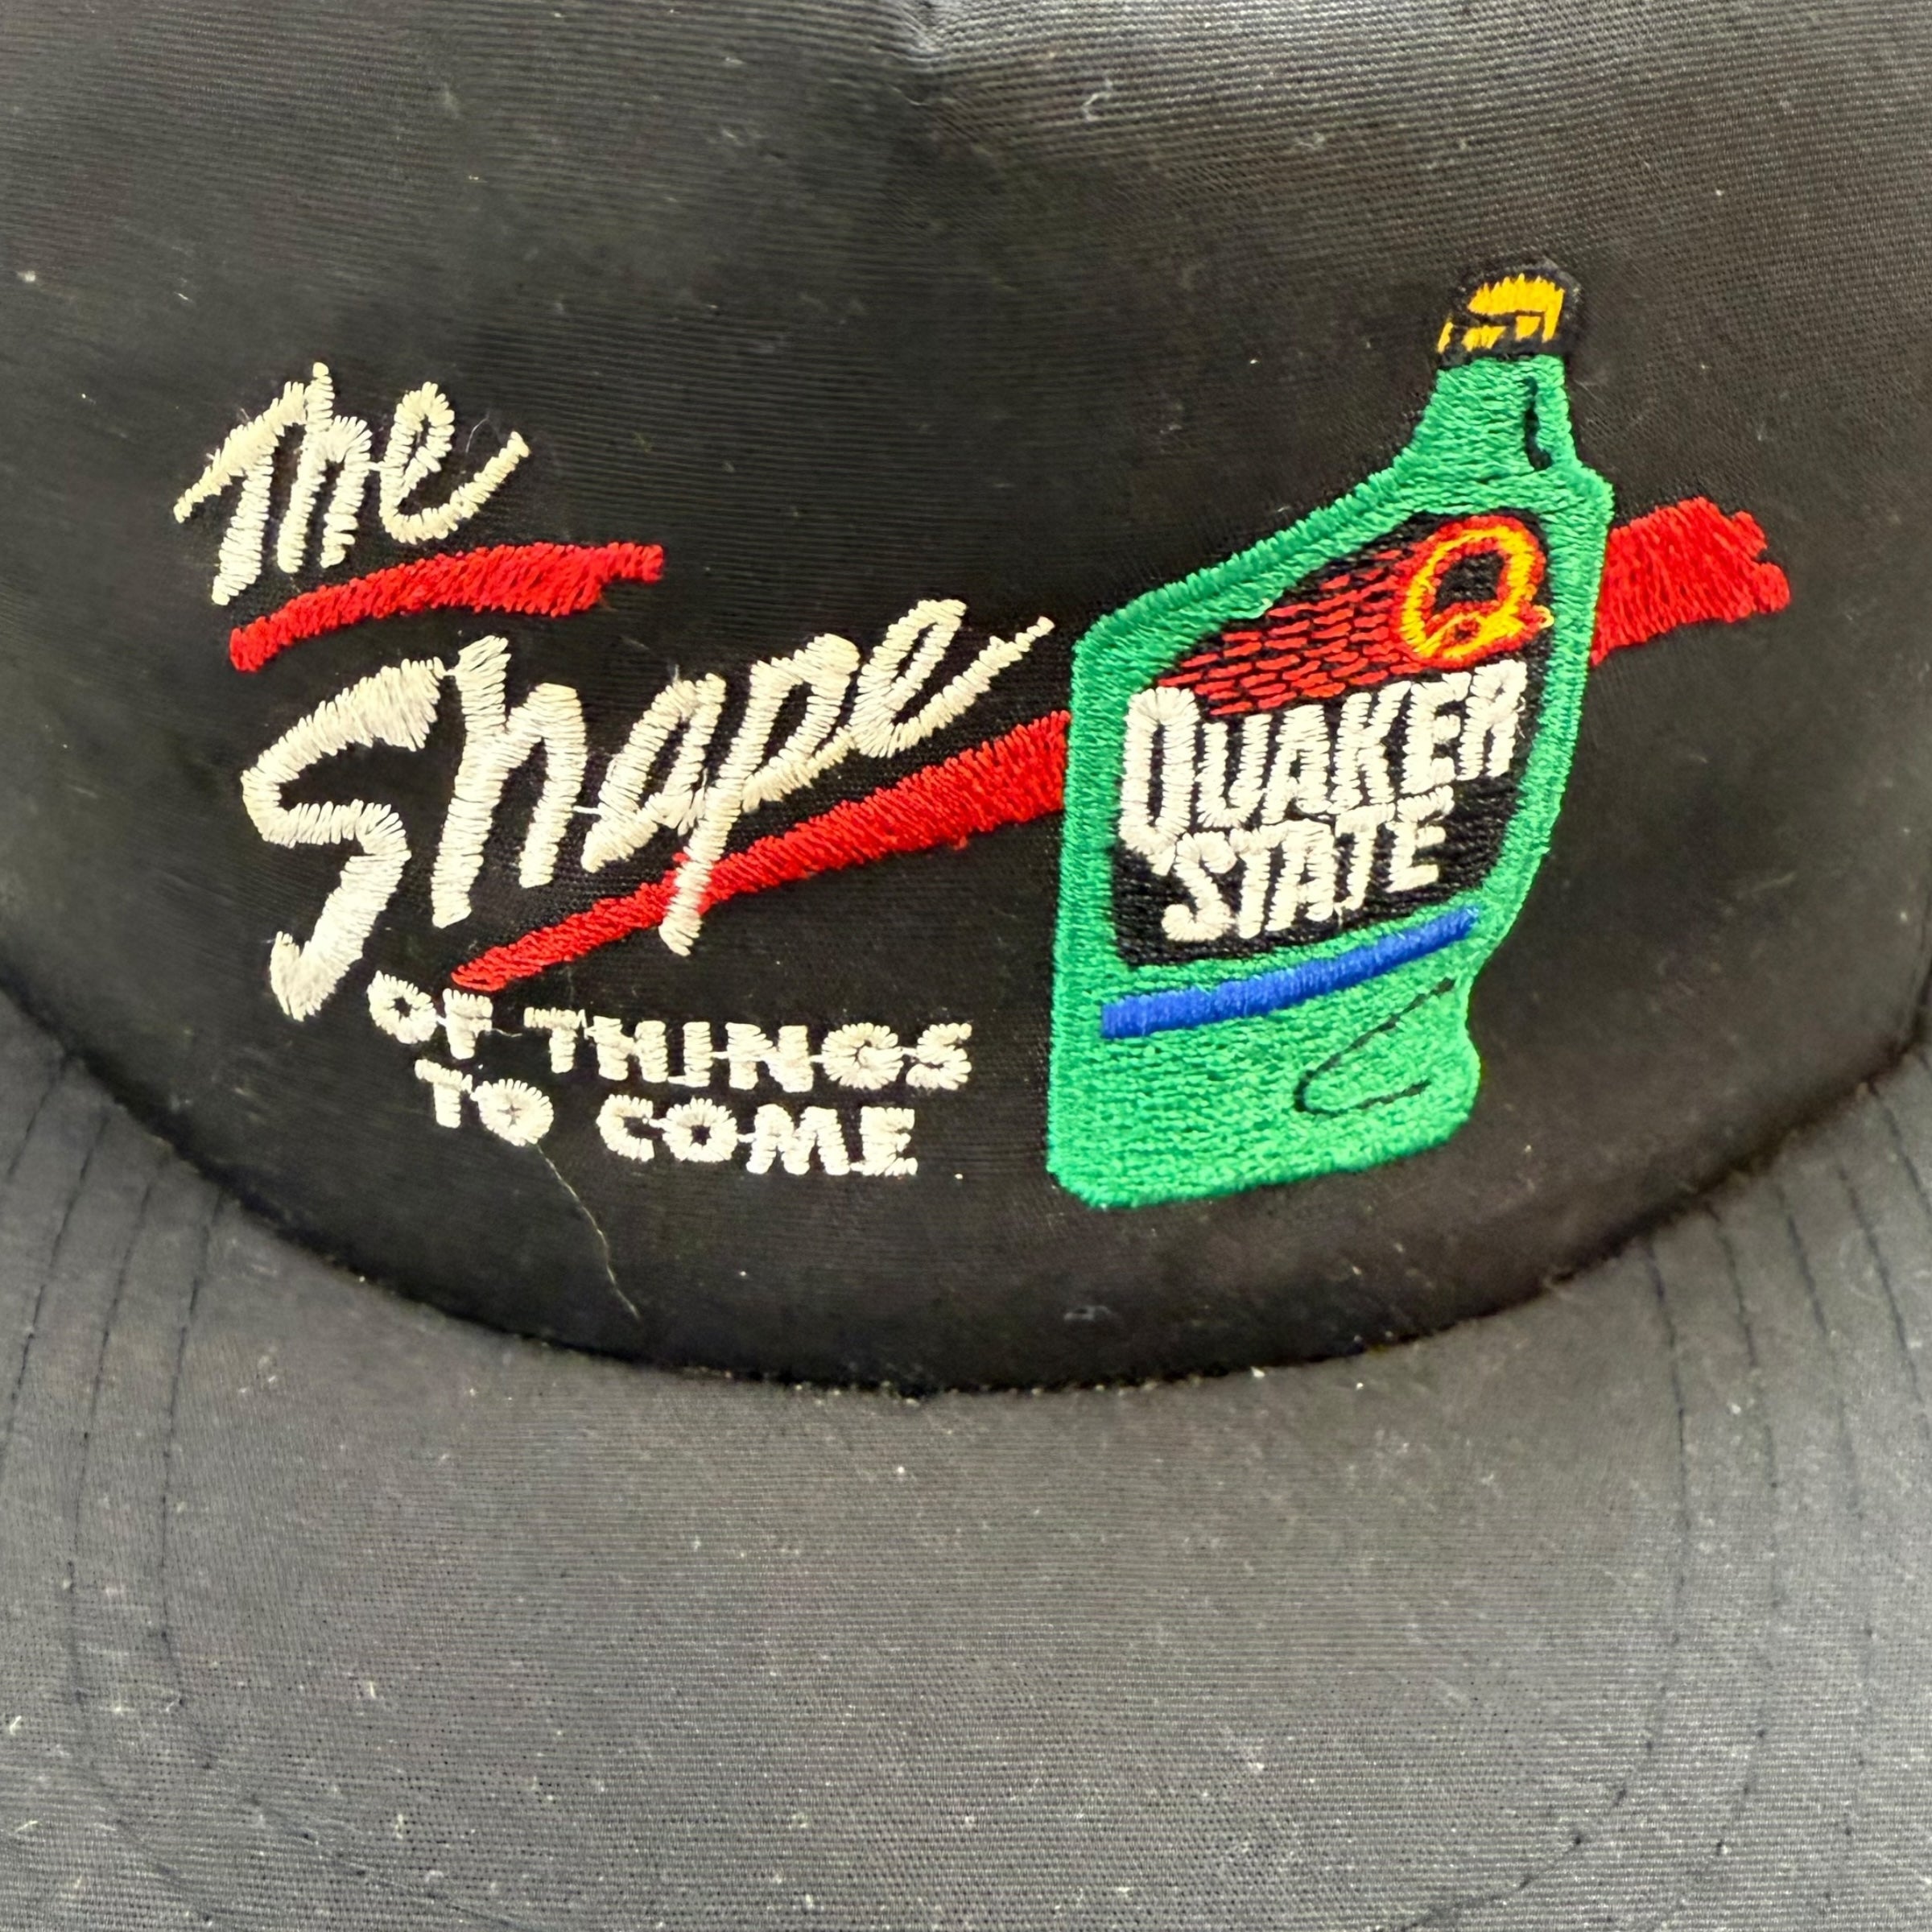 The
Shape
OF THINGS
TO COME
Q
QUAKER
STATE